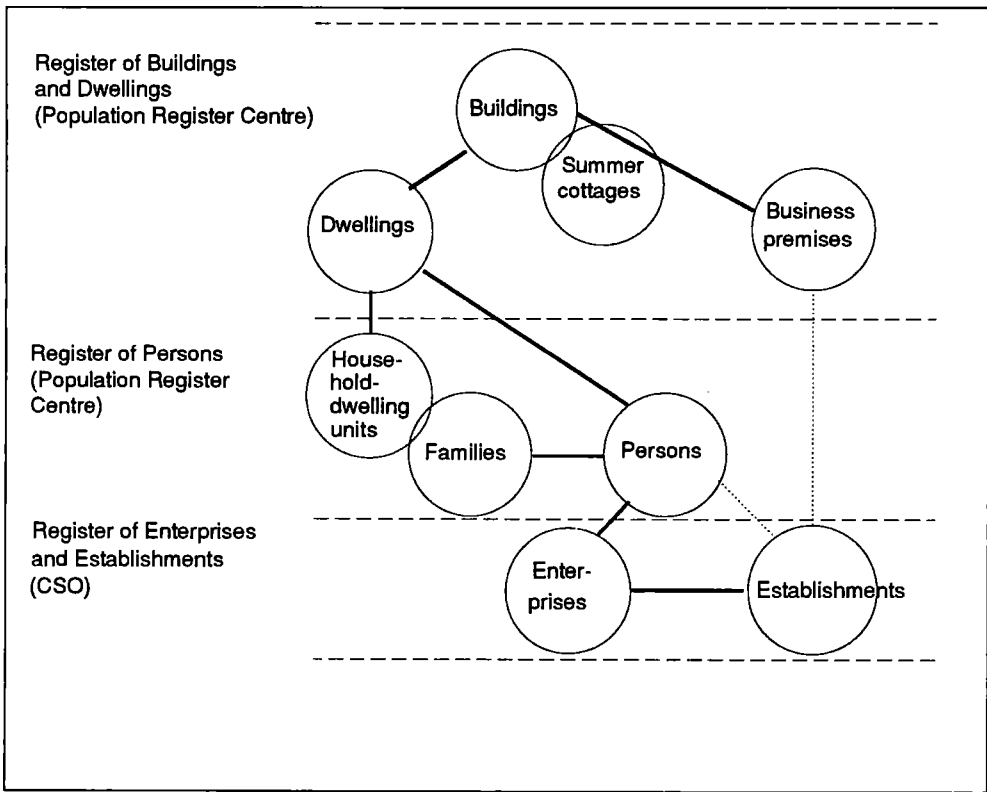 Register of Buildings
and Dwellings
(Population Register Centre)
Buildings
Summer
cottages
Dwellings
Business
premises
Register of Persons
(Population Register
Centre)
House-
hold-
dwelling
units
Families
Persons
Register of Enterprises
and Establishments
(CSO)
Enter-
prises
Establishments